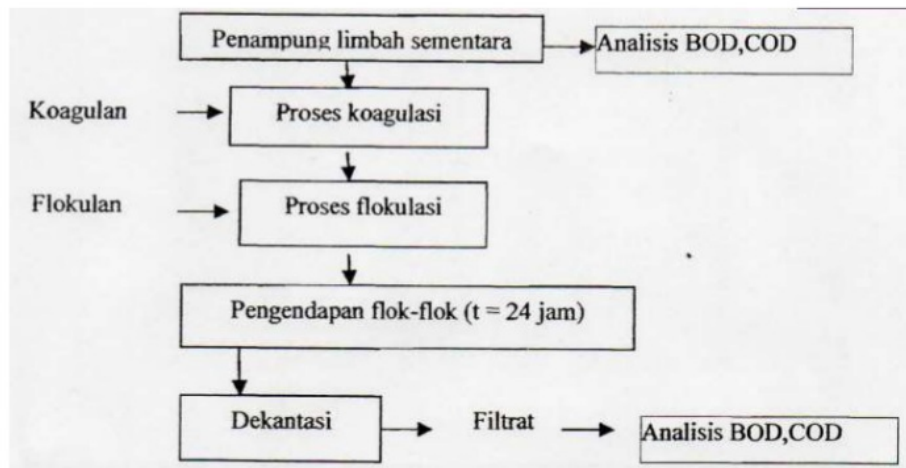 Penampung limbah sementara
Analisis BOD,COD
Koagulan
Proses koagulasi
Flokulan
Proses flokulasi
Pengendapan flok-flok (t = 24 jam)
Dekantasi
Filtrat
Analisis BOD,COD